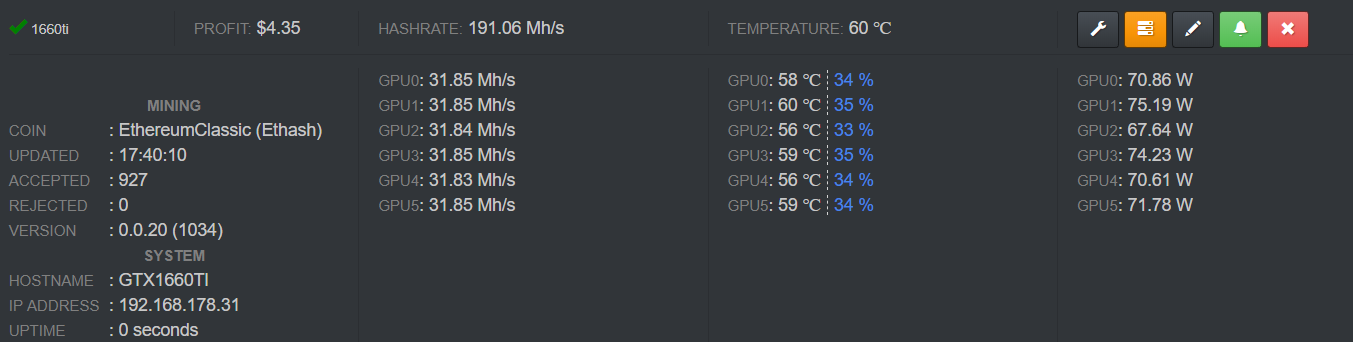 1660ti PROFIT: $4.35 HASHRATE: 191.06 Mh/s TEMPERATURE: 60 ℃
MINING
COIN : EthereumClassic (Ethash)
UPDATED : 17:40:10
ACCEPTED : 927
REJECTED : 0
VERSION : 0.0.20 (1034)
SYSTEM
HOSTNAME : GTX1660TI
IP ADDRESS : 192.168.178.31
UPTIME : 0 seconds
GPU0: 31.85 Mh/s
GPU1: 31.85 Mh/s
GPU2: 31.84 Mh/s
GPU3: 31.85 Mh/s
GPU4: 31.83 Mh/s
GPU5: 31.85 Mh/s
GPU0: 58 ℃ 34 %
GPU1: 60 ℃ 35 %
GPU2: 56 ℃ 33 %
GPU3: 59 ℃ 35 %
GPU4: 56 ℃ 34 %
GPU5: 59 ℃ 34 %
GPU0: 70.86 W
GPU1: 75.19 W
GPU2: 67.64 W
GPU3: 74.23 W
GPU4: 70.61 W
GPU5: 71.78 W